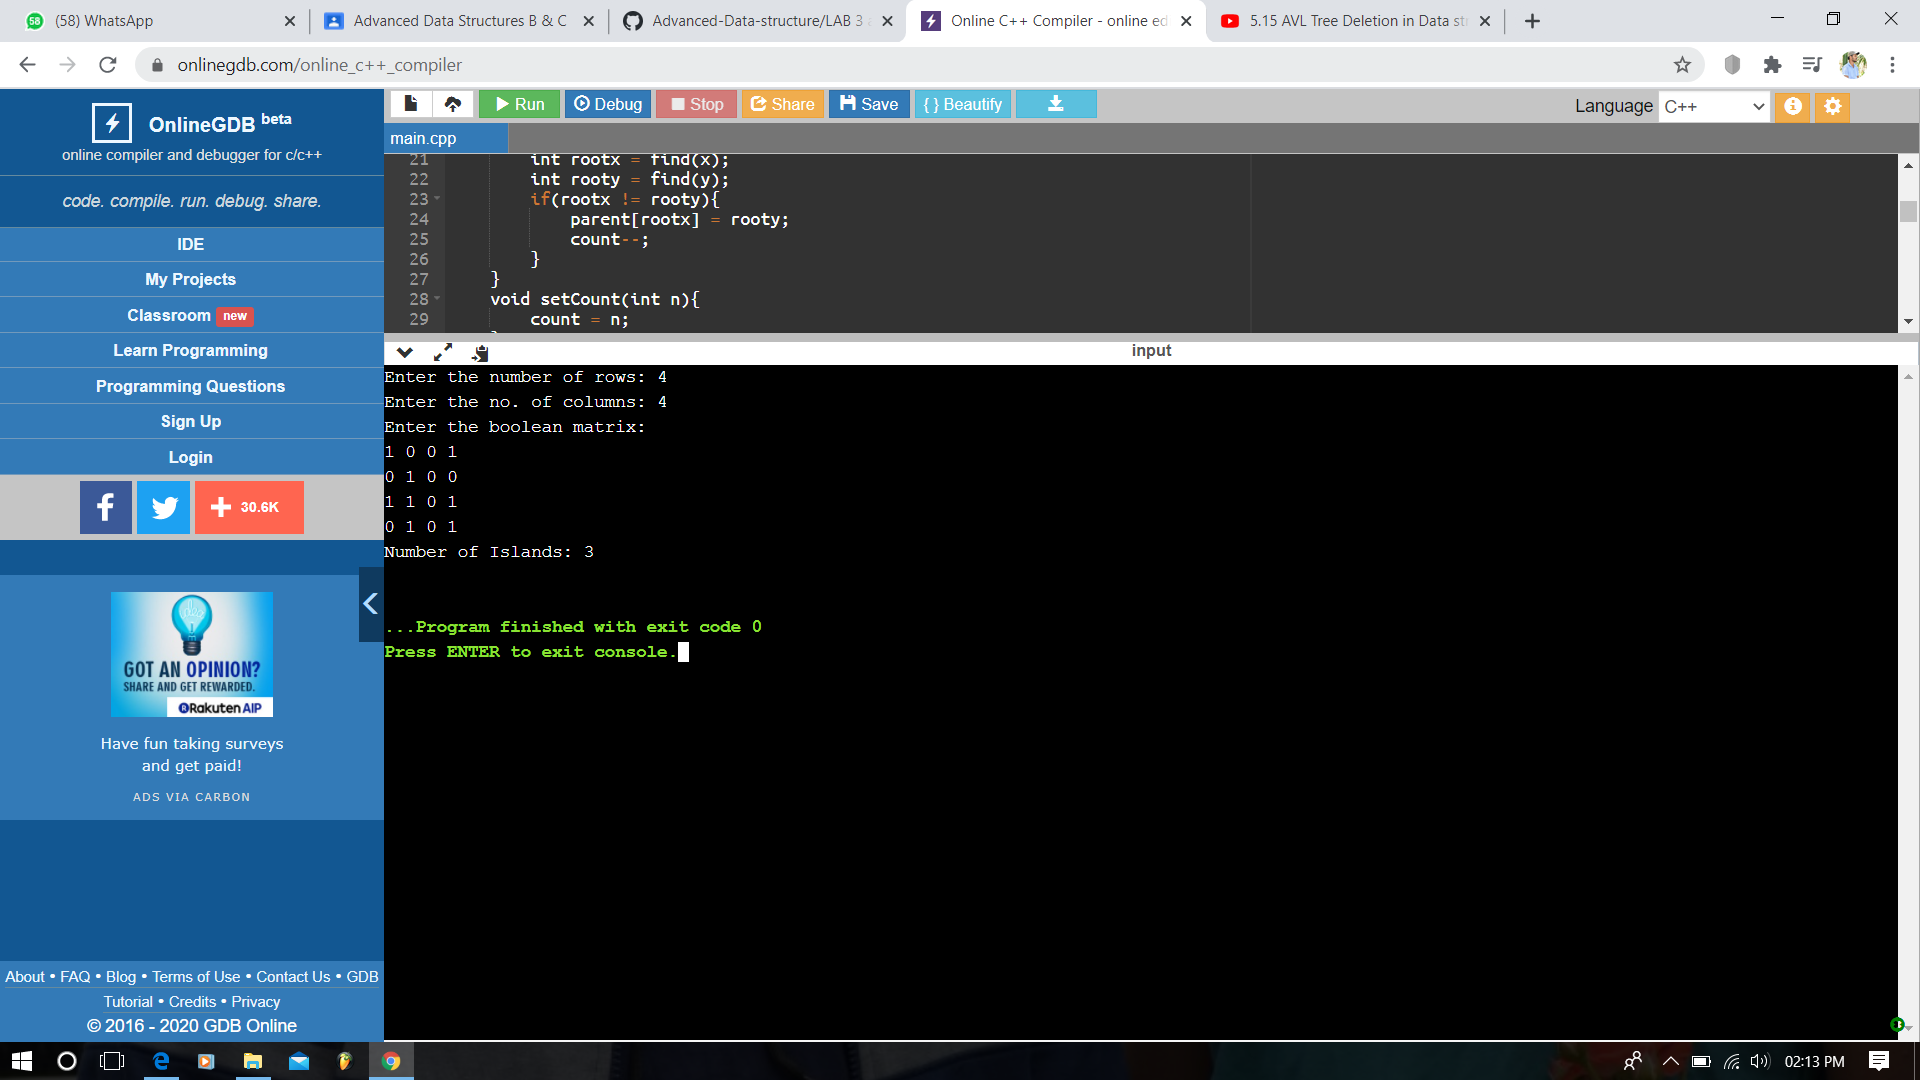 (58) WhatsApp
Advanced Data Structures B & C
Advanced-Data-structure/LAB 3
Online C++ Compiler - online ed
5.15 AVL Tree Deletion in Data st
onlinegdb.com/online_c++_compiler
OnlineGDB beta
online compiler and debugger for c/c++
code. compile. run. debug. share.
IDE
My Projects
Classroom new
Learn Programming
Programming Questions
Sign Up
Login
30.6K
GOT AN OPINION?
SHARE AND GET REWARDED.
Rakuten AIP
Have fun taking surveys
and get paid!
ADS VIA CARBON
About • FAQ • Blog • Terms of Use • Contact Us • GDB
Tutorial • Credits • Privacy
© 2016 - 2020 GDB Online
Run Debug Stop Share Save { } Beautify
Language C++
main.cpp
21 int rootx = find(x);
22 int rooty = find(y);
23 if(rootx != rooty){
24 parent[rootx] = rooty;
25 count--;
26 }
27 }
28 void setCount(int n){
29 count = n;
input
Enter the number of rows: 4
Enter the no. of columns: 4
Enter the boolean matrix:
1 0 0 1
0 1 0 0
1 1 0 1
0 1 0 1
Number of Islands: 3
...Program finished with exit code 0
Press ENTER to exit console.
02:13 PM